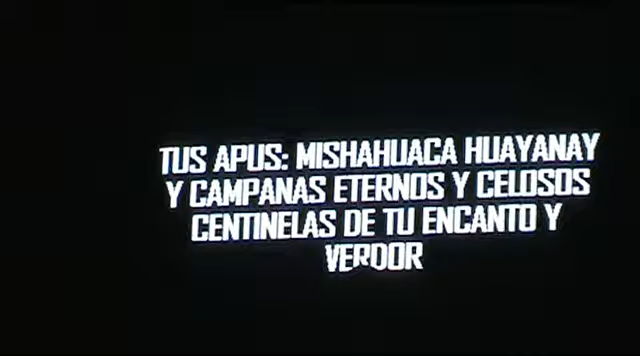 TUS APUS: MISHAHUACA HUAYANAY
Y CAMPANAS ETERNOS Y CELOSOS
CENTINELAS DE TU ENCANTO Y
VERDOR